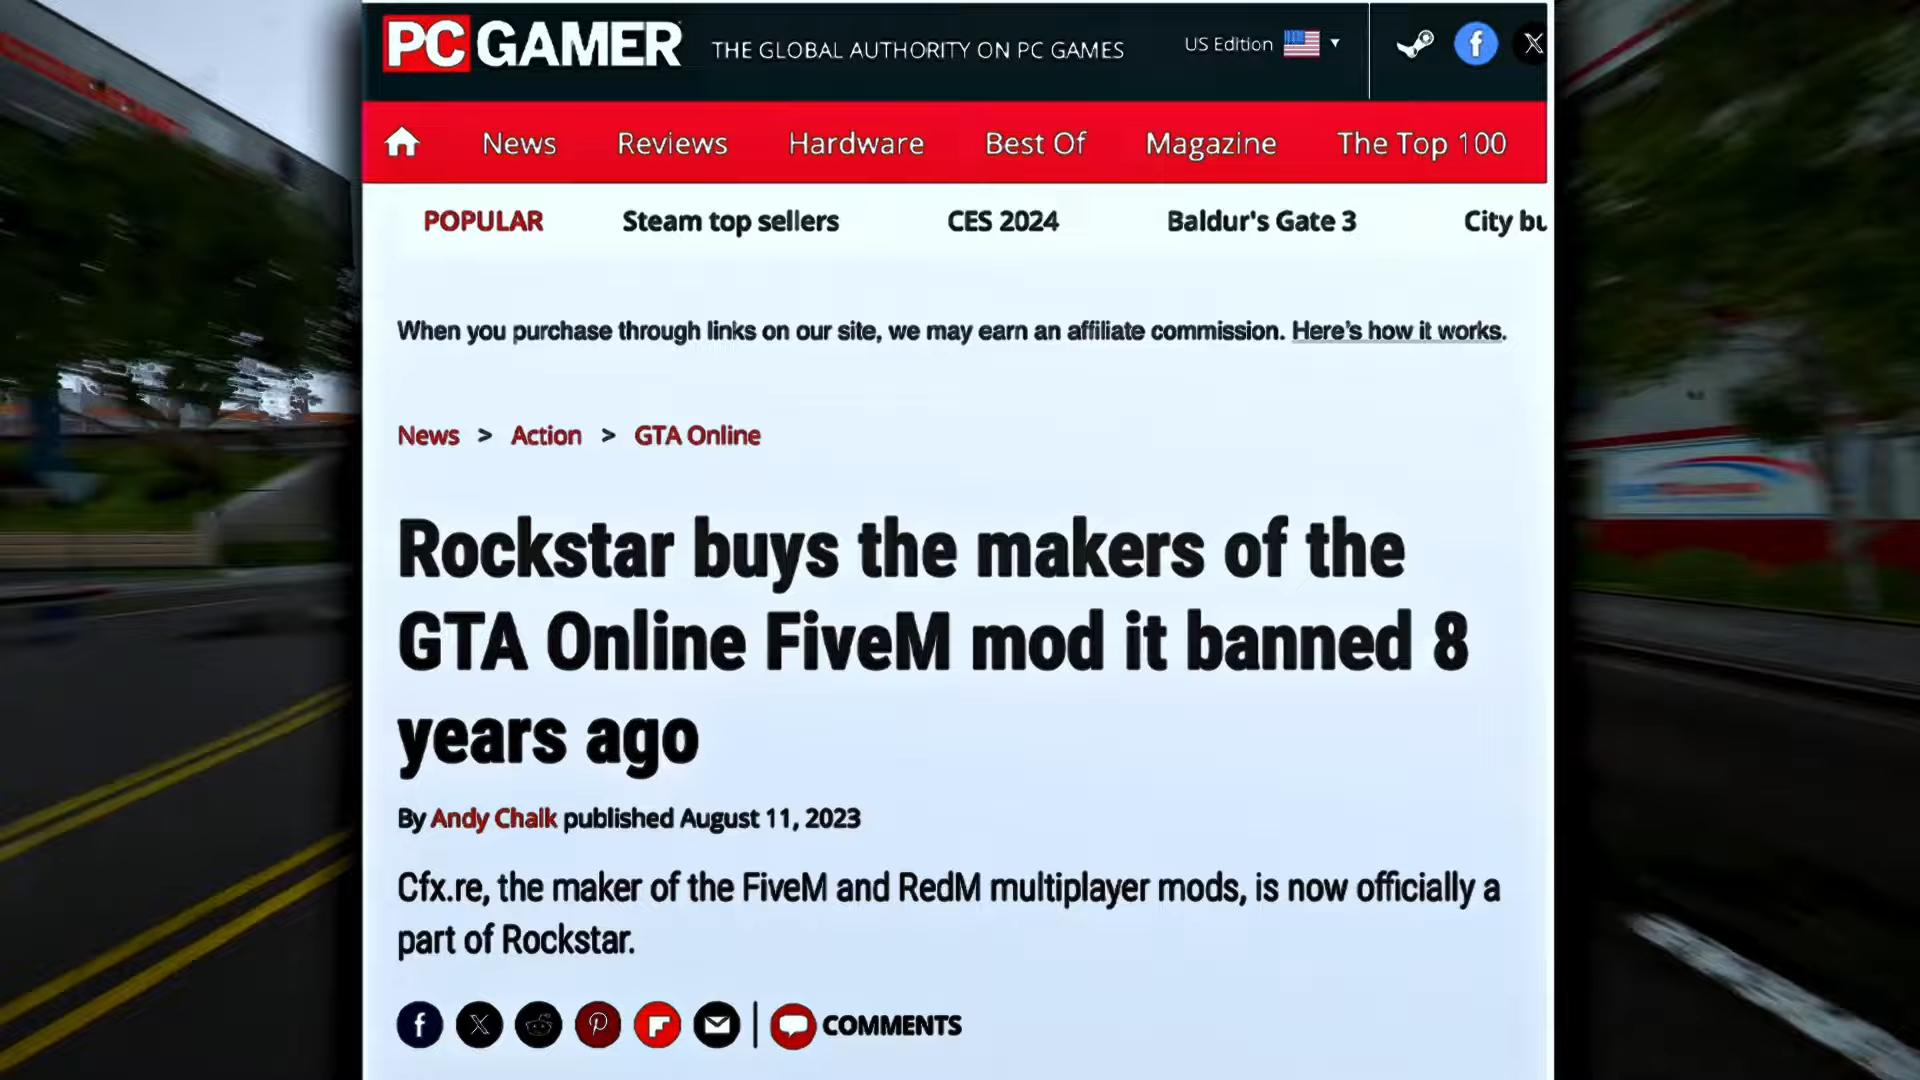 PC GAMER THE GLOBAL AUTHORITY ON PC GAMES US Edition
News Reviews Hardware Best Of Magazine The Top 100
POPULAR Steam top sellers CES 2024 Baldur's Gate 3 City bu
When you purchase through links on our site, we may earn an affiliate commission. Here's how it works.
News > Action > GTA Online
Rockstar buys the makers of the
GTA Online FiveM mod it banned 8
years ago
By Andy Chalk published August 11, 2023
Cfx.re, the maker of the FiveM and RedM multiplayer mods, is now officially a
part of Rockstar.
COMMENTS